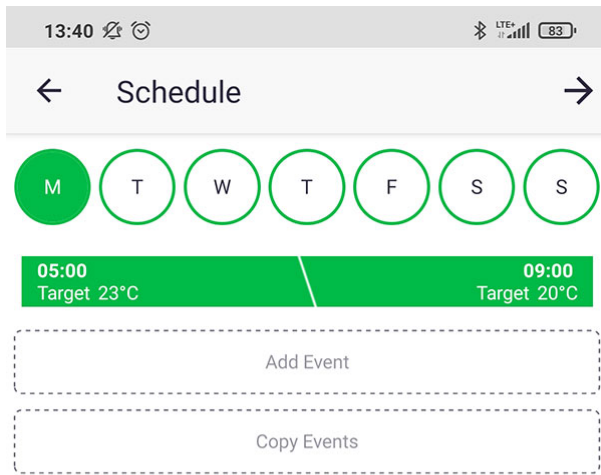 13:40 LTE+ 83
Schedule
M T W T F S S
05:00 09:00
Target 23°C Target 20°C
Add Event
Copy Events